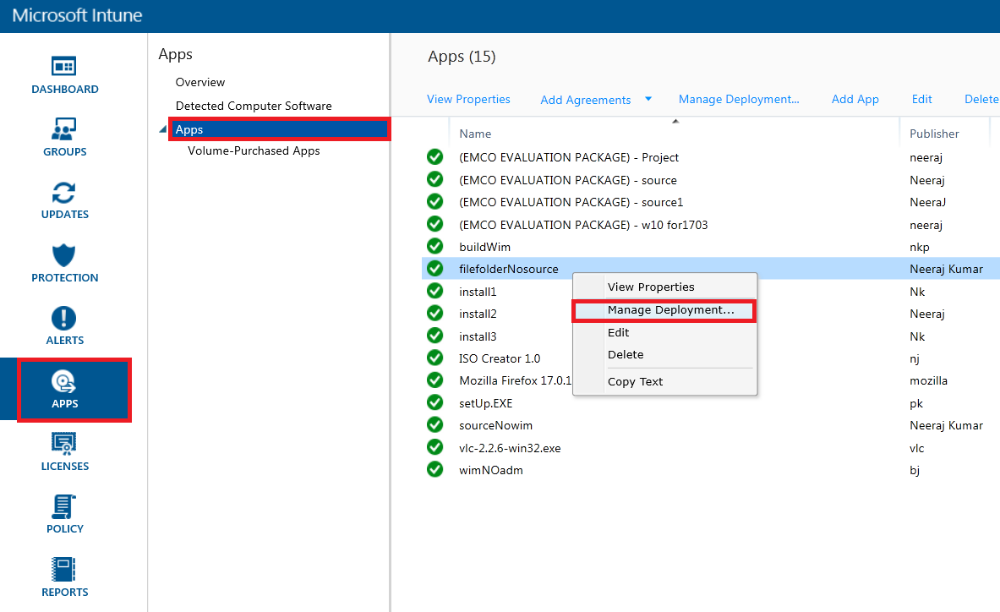 Microsoft Intune
DASHBOARD
GROUPS
UPDATES
PROTECTION
ALERTS
APPS
LICENSES
POLICY
REPORTS
Apps
Overview
Detected Computer Software
Apps
Volume-Purchased Apps
Apps (15)
View Properties Add Agreements Manage Deployment... Add App Edit Delete
Name Publisher
(EMCO EVALUATION PACKAGE) - Project neeraj
(EMCO EVALUATION PACKAGE) - source Neeraj
(EMCO EVALUATION PACKAGE) - source1 NeeraJ
(EMCO EVALUATION PACKAGE) - w10 for1703 neeraj
buildWim nkp
filefolderNosource Neeraj Kumar
install1 Nk
install2 Neeraj
install3 Nk
ISO Creator 1.0 nj
Mozilla Firefox 17.0.1 mozilla
setUp.EXE pk
sourceNowim Neeraj Kumar
vlc-2.2.6-win32.exe vlc
wimNOadm bj
View Properties
Manage Deployment...
Edit
Delete
Copy Text